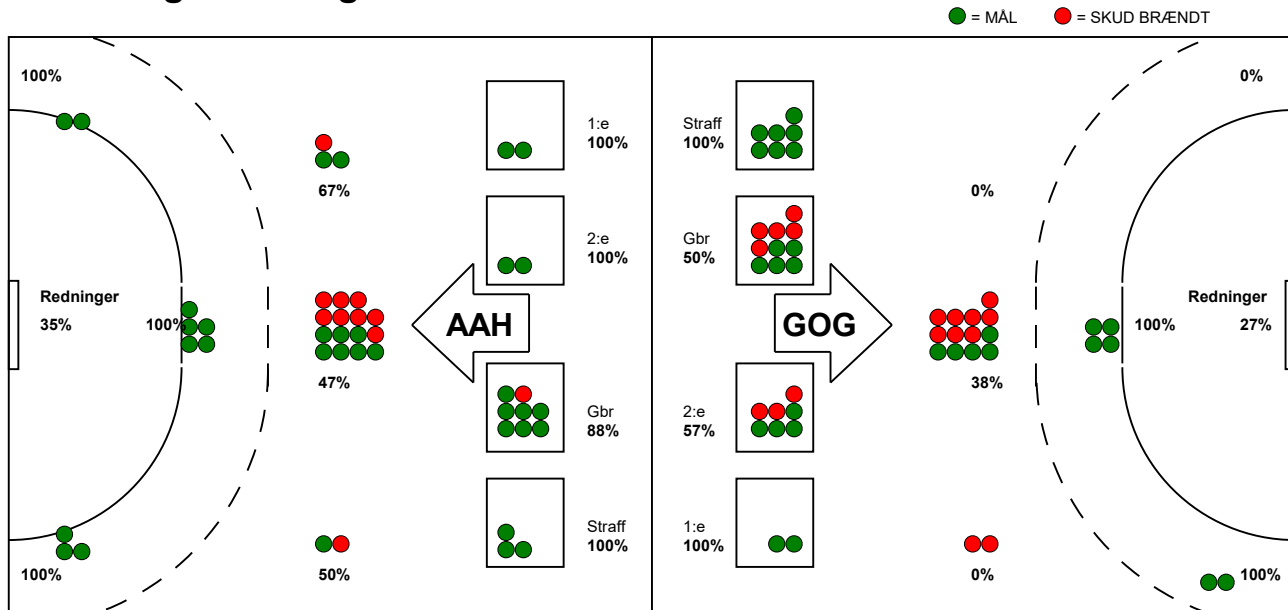 = MÅL
= SKUD BRÆNDT
100%
67%
Redninger
35%
100%
47%
100%
50%
1:e
100%
2:e
100%
AAH
Gbr
88%
Straff
100%
Straff
100%
Gbr
50%
GOG
2:e
57%
1:e
100%
0%
0%
38%
100%
Redninger
27%
0%
100%